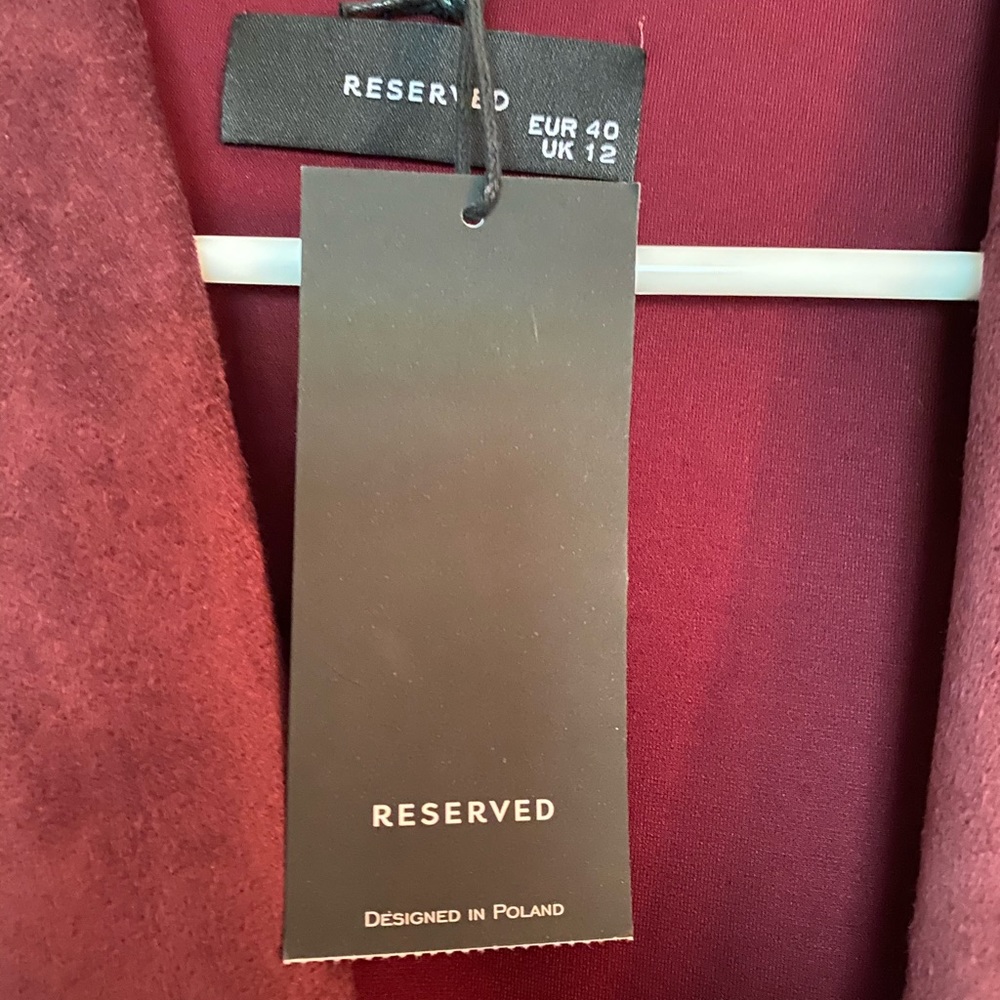 RESERVED
EUR 40
UK 12
RESERVED
DESIGNED IN POLAND